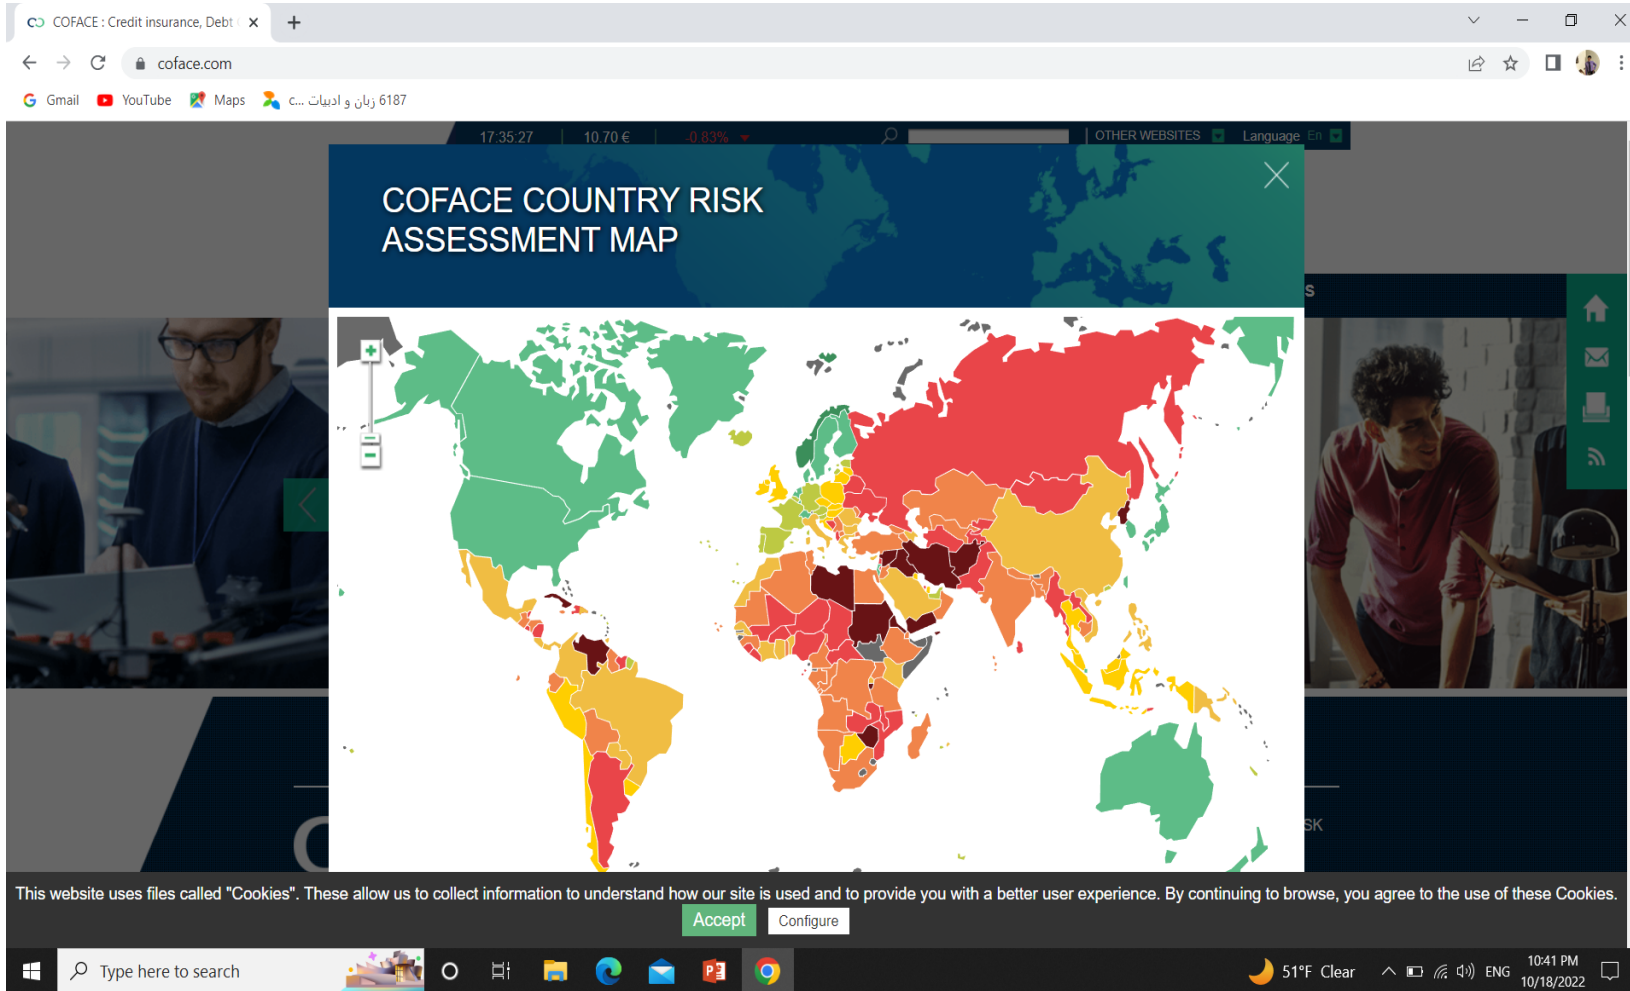 COFACE : Credit insurance, Debt
coface.com
Gmail YouTube Maps 6187 زبان و ادبیات c...
17:35:27 10.70 € -0.83% OTHER WEBSITES Language En
COFACE COUNTRY RISK
ASSESSMENT MAP
S
C
SK
This website uses files called "Cookies". These allow us to collect information to understand how our site is used and to provide you with a better user experience. By continuing to browse, you agree to the use of these Cookies.
Accept Configure
Type here to search
51°F Clear ENG 10:41 PM
10/18/2022